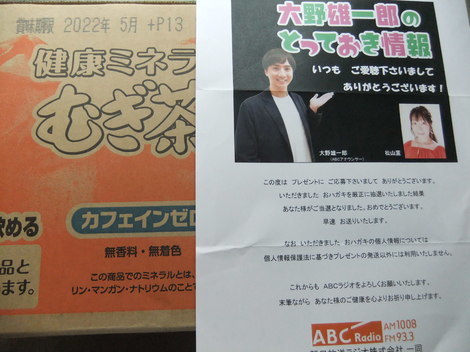 賞味期限 2022年 5月 +P13
健康ミネラル
むぎ茶
飲める
カフェインゼロ
無香料・無着色
品と
ます。
この商品でのミネラルとは、
リン・マンガン・ナトリウムのこと
大野雄一郎の
とっておき情報
いつも ご愛聴下さいまして
ありがとうございます!
大野雄一郎
(ABCアナウンサー)
松山薫
この度は プレゼントに ご応募下さいまして ありがとうございます。
いただきました おハガキを厳正に抽選いたしました結果
あなた様がご当選となりました。おめでとうございます。
早速 お送りいたします。
なお いただきました おハガキの個人情報については
個人情報保護法に基づきプレゼントの発送以外には利用いたしません。
これからも ABCラジオをよろしくお願いいたします。
末筆ながら あなた様のご健康を心よりお祈り申し上げます。
ABC Radio AM1008 FM93.3
朝日放送ラジオ株式会社 一同